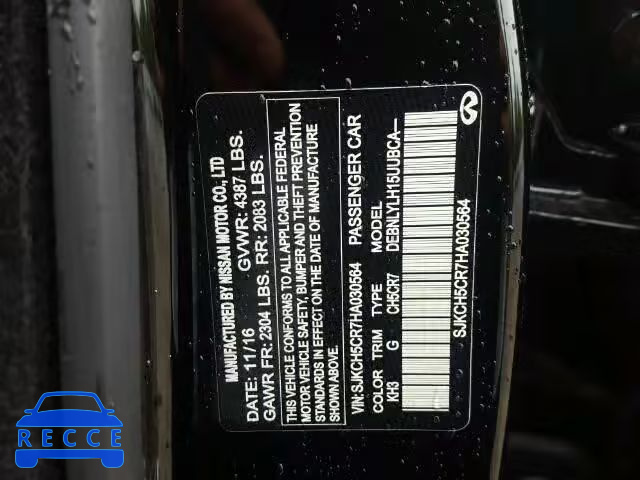 MANUFACTURED BY NISSAN MOTOR CO., LTD
DATE: 11/16 GVWR: 4387 LBS.
GAWR FR: 2304 LBS. RR: 2083 LBS.
THIS VEHICLE CONFORMS TO ALL APPLICABLE FEDERAL
MOTOR VEHICLE SAFETY, BUMPER AND THEFT PREVENTION
STANDARDS IN EFFECT ON THE DATE OF MANUFACTURE
SHOWN ABOVE.
VIN:SJKCH5CR7HA030564 PASSENGER CAR
COLOR TRIM TYPE MODEL
KH3 G CH5CR7 DEBNLYLH15UUBCA—
SJKCH5CR7HA030564
RECCE